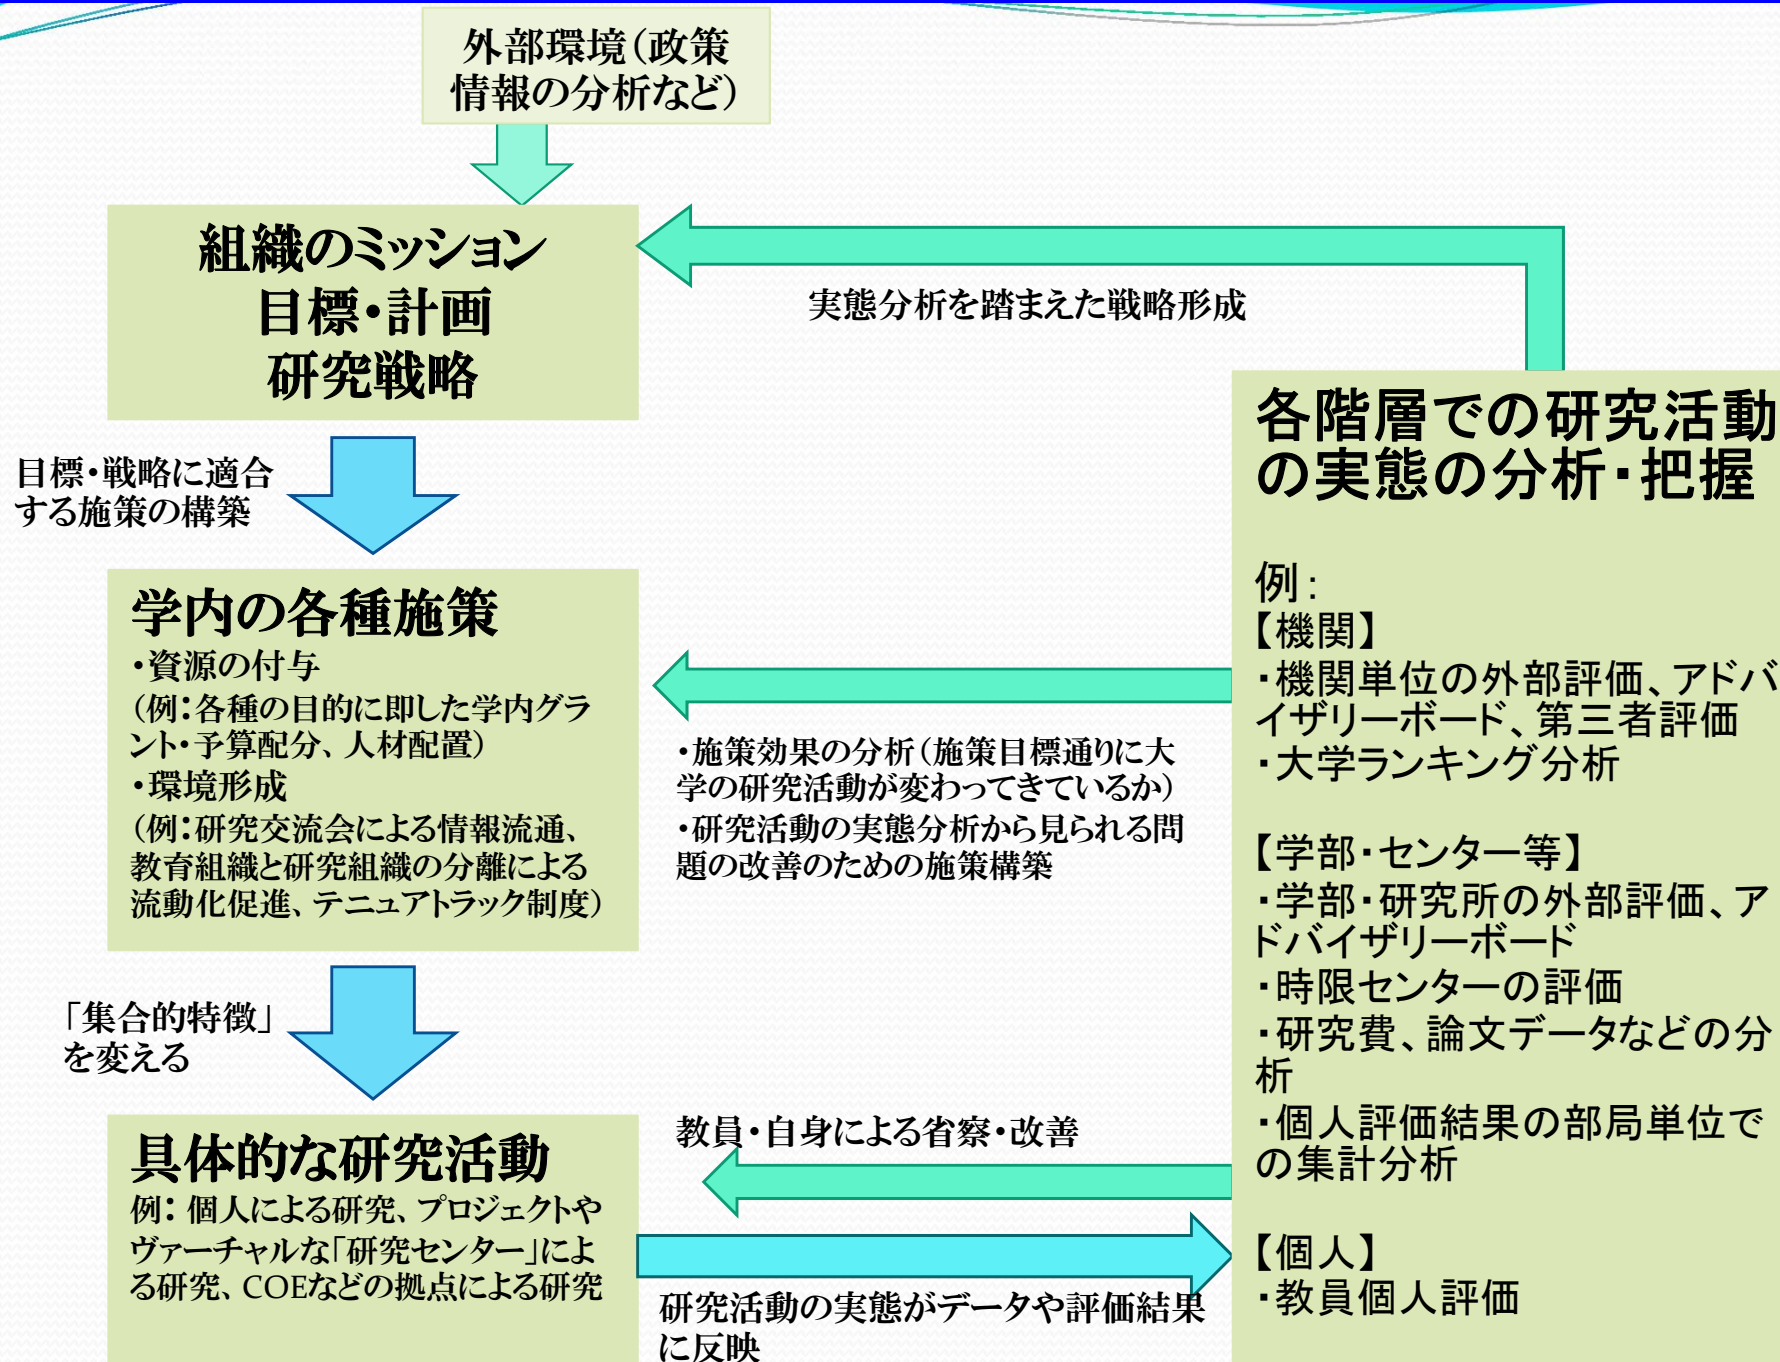 外部環境（政策
情報の分析など）
組織のミッション
目標・計画
研究戦略
実態分析を踏まえた戦略形成
目標・戦略に適合
する施策の構築
学内の各種施策
・資源の付与
（例：各種の目的に即した学内グラ
ント・予算配分、人材配置）
・環境形成
（例：研究交流会による情報流通、
教育組織と研究組織の分離による
流動化促進、テニュアトラック制度）
・施策効果の分析（施策目標通りに大
学の研究活動が変わってきているか）
・研究活動の実態分析から見られる問
題の改善のための施策構築
「集合的特徴」
を変える
具体的な研究活動
例： 個人による研究、プロジェクトや
ヴァーチャルな「研究センター」によ
る研究、COEなどの拠点による研究
教員・自身による省察・改善
研究活動の実態がデータや評価結果
に反映
各階層での研究活動
の実態の分析・把握
例：
【機関】
・機関単位の外部評価、アドバ
イザリーボード、第三者評価
・大学ランキング分析
【学部・センター等】
・学部・研究所の外部評価、ア
ドバイザリーボード
・時限センターの評価
・研究費、論文データなどの分
析
・個人評価結果の部局単位で
の集計分析
【個人】
・教員個人評価